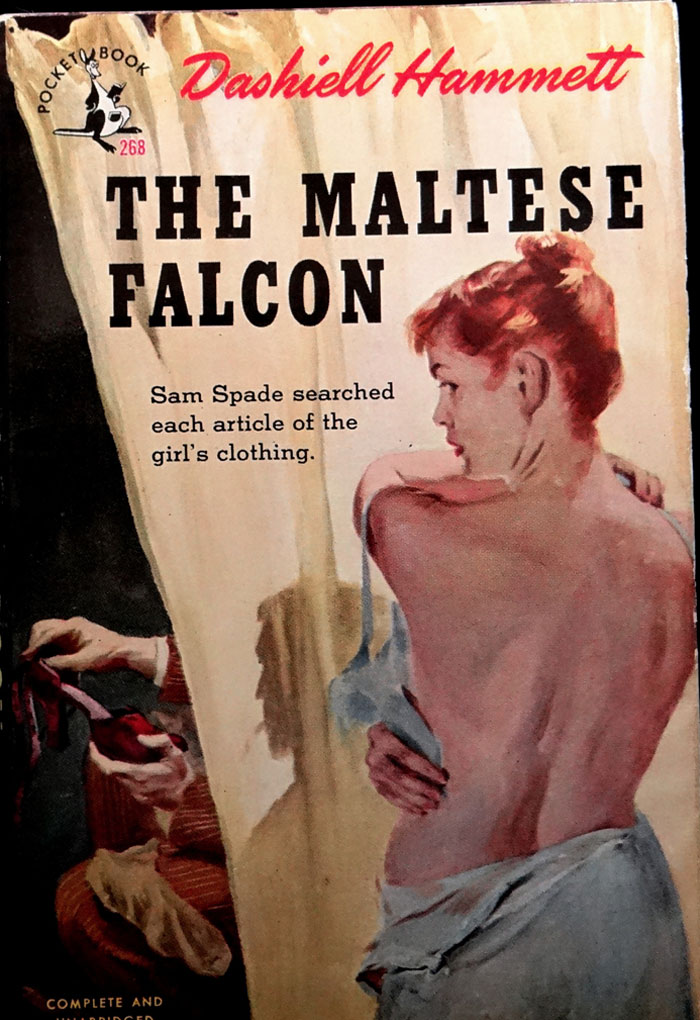 POCKET BOOK
268
Dashiell Hammett
THE MALTESE
FALCON
Sam Spade searched
each article of the
girl's clothing.
COMPLETE AND
UNABRIDGED